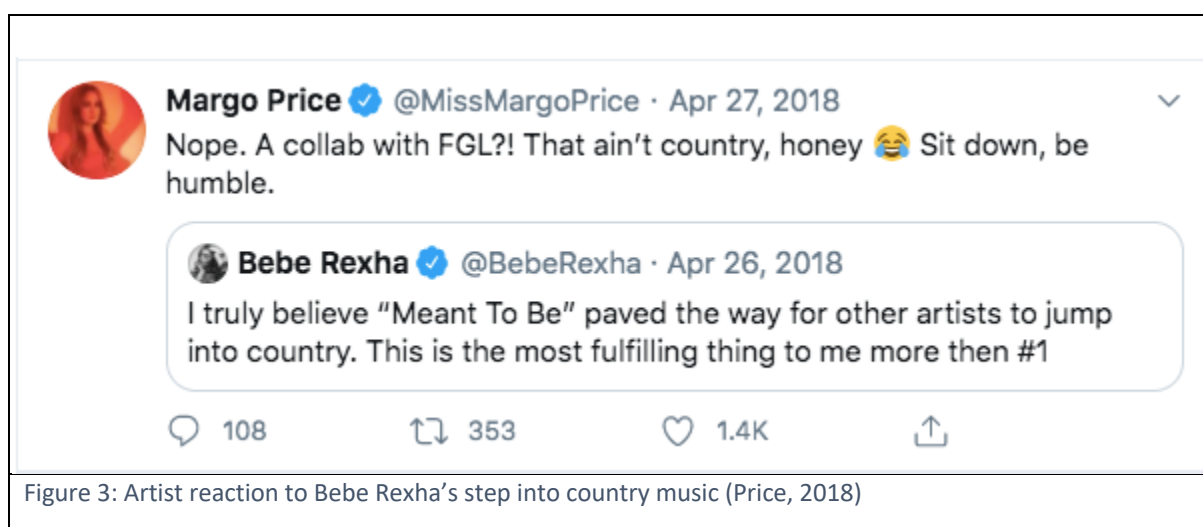 Margo Price @MissMargoPrice · Apr 27, 2018
Nope. A collab with FGL?! That ain't country, honey 😂 Sit down, be
humble.
Bebe Rexha @BebeRexha · Apr 26, 2018
I truly believe “Meant To Be” paved the way for other artists to jump
into country. This is the most fulfilling thing to me more then #1
108 353 1.4K
Figure 3: Artist reaction to Bebe Rexha’s step into country music (Price, 2018)